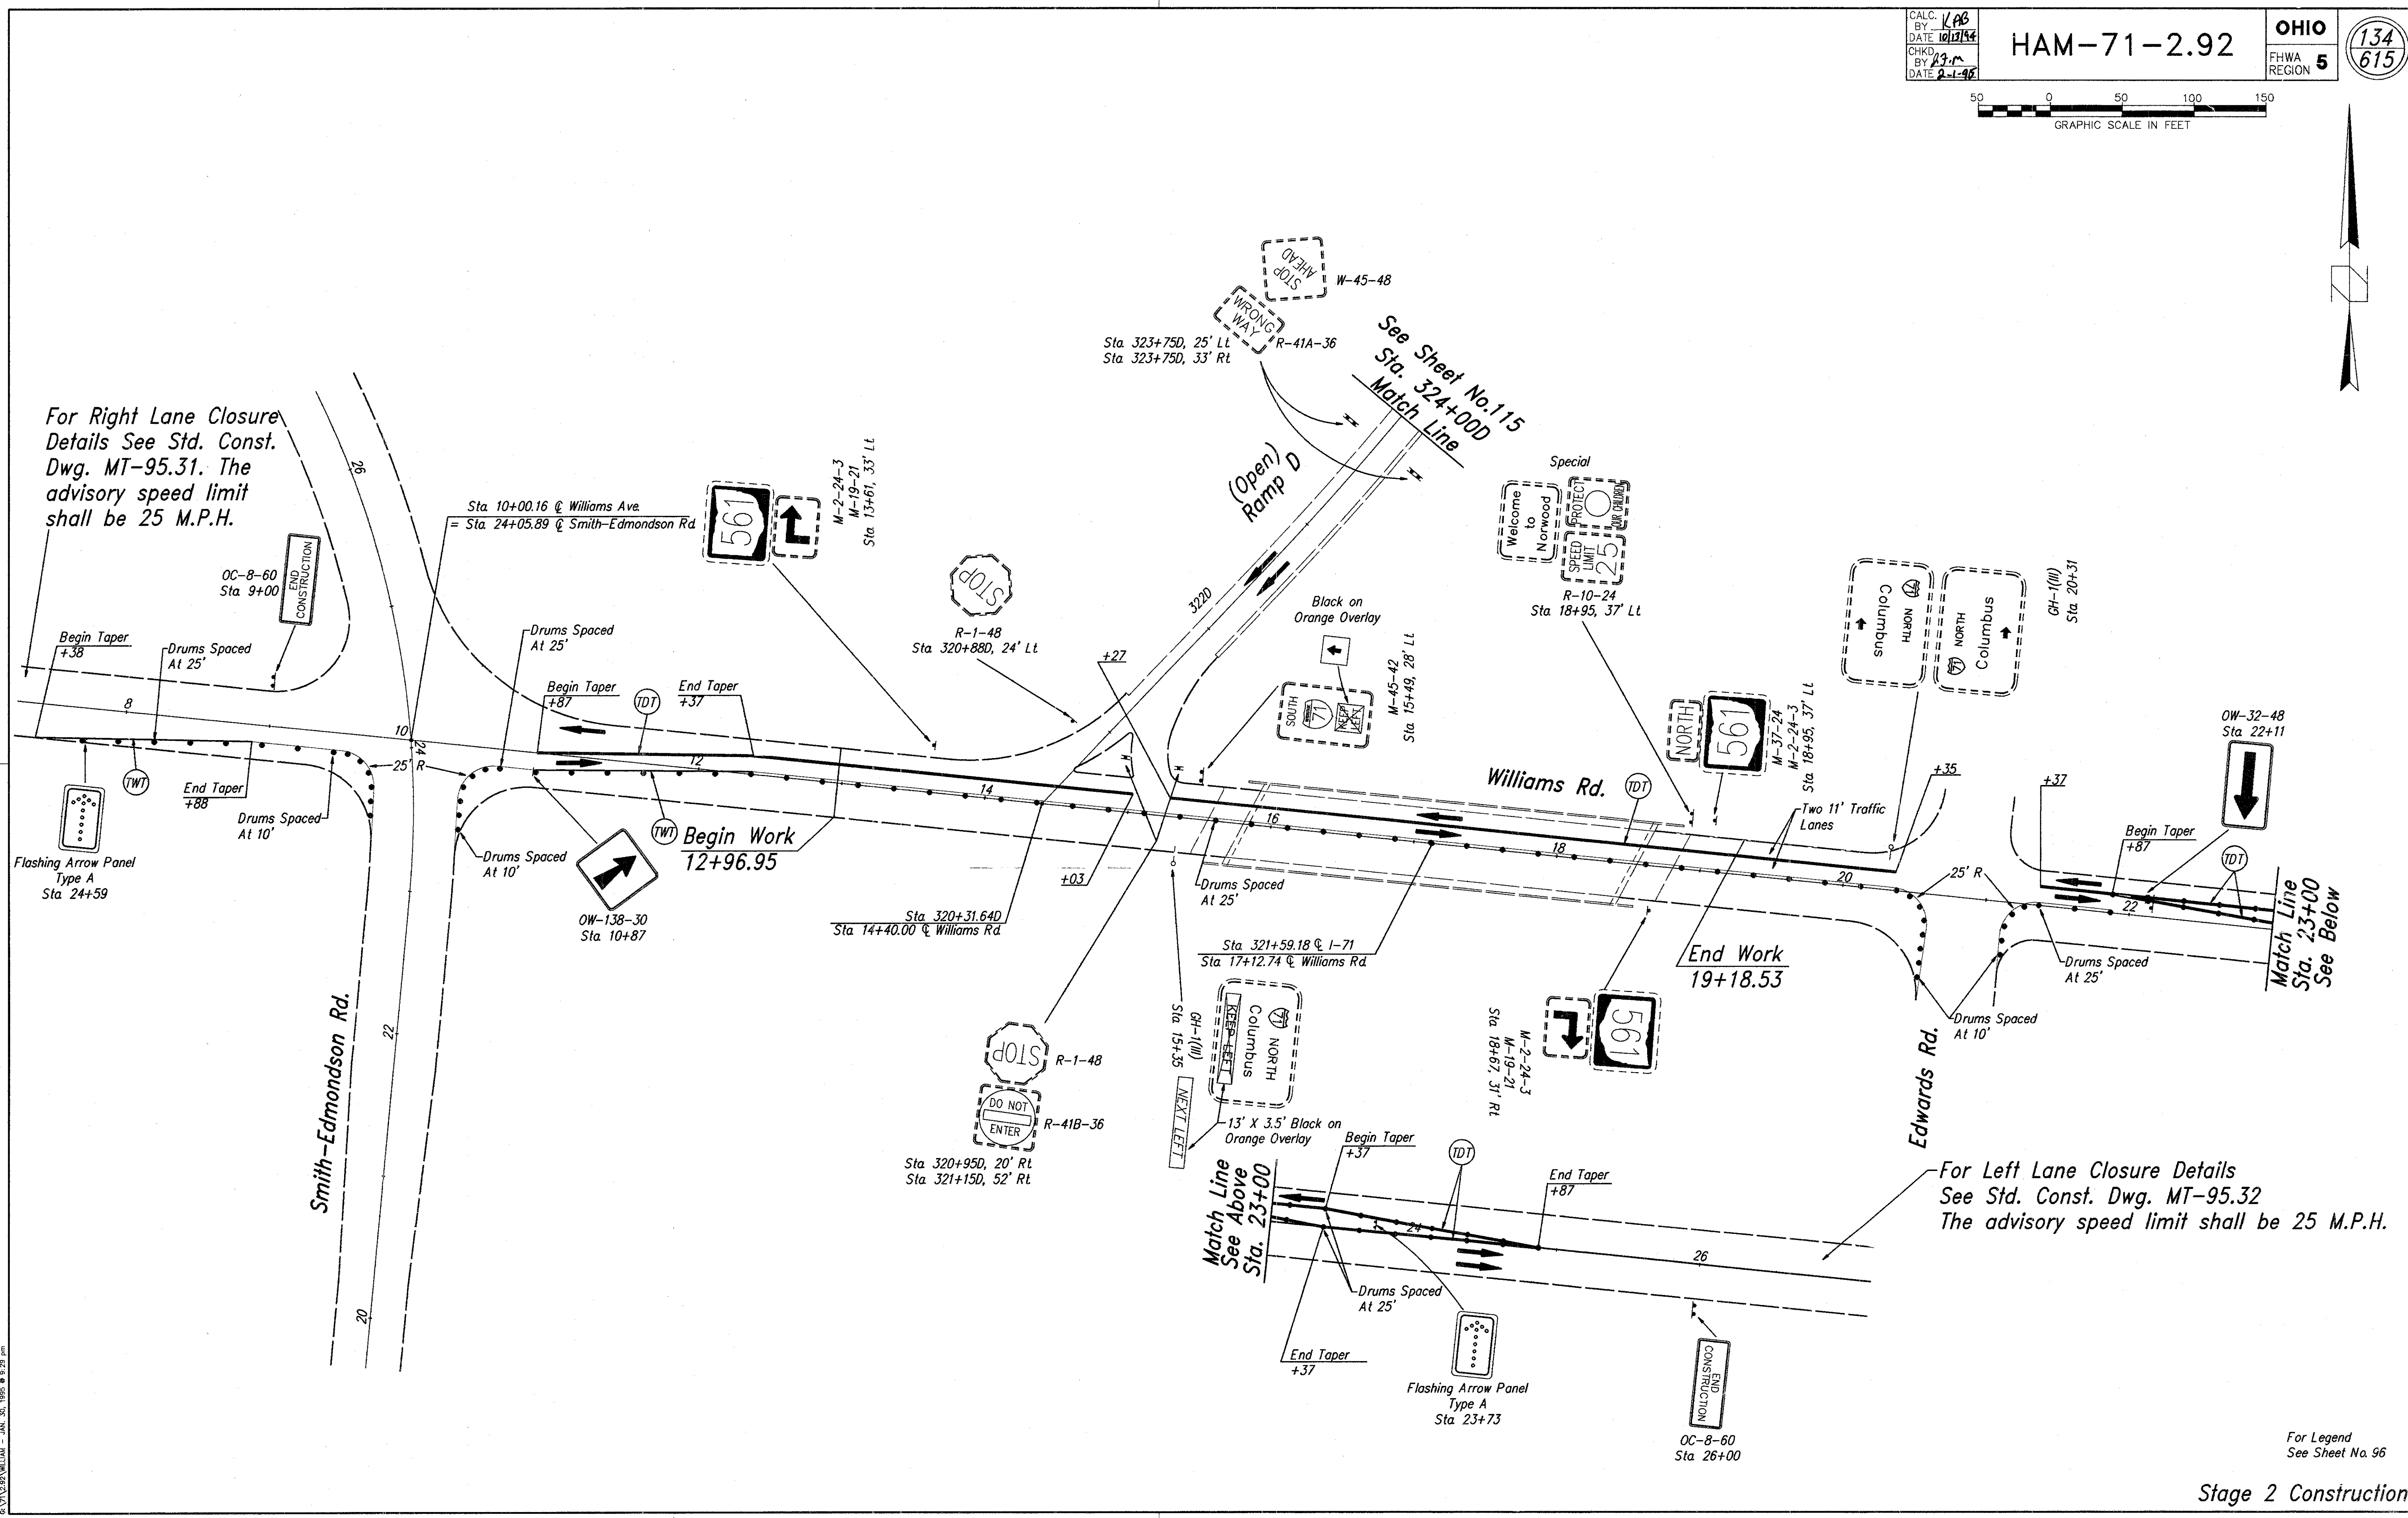 CALC.
BY KAB
DATE 10/13/94
CHKD.
BY
DATE 2-1-95
HAM-71-2.92
OHIO
FHWA
REGION 5
134
615
50 0 50 100 150
GRAPHIC SCALE IN FEET
N
STOP
AHEAD
W-45-48
WRONG
WAY
R-41A-36
Sta. 323+75D, 25' Lt.
Sta. 323+75D, 33' Rt.
See Sheet No.115
Sta. 324+00D
Match Line
(Open)
Ramp D
322D
For Right Lane Closure
Details See Std. Const.
Dwg. MT-95.31. The
advisory speed limit
shall be 25 M.P.H.
OC-8-60
Sta. 9+00
END
CONSTRUCTION
26
Sta. 10+00.16 ℄ Williams Ave.
= Sta. 24+05.89 ℄ Smith-Edmondson Rd.
561
M-2-24-3
M-19-21
Sta. 13+61, 33' Lt.
STOP
R-1-48
Sta. 320+88D, 24' Lt.
Special
Welcome
to
Norwood
PROTECT
OUR CHILDREN
SPEED
LIMIT
25
R-10-24
Sta. 18+95, 37' Lt.
Black on
Orange Overlay
SOUTH
71
KEEP
LEFT
M-45-42
Sta. 15+49, 28' Lt.
NORTH
561
M-37-24
M-2-24-3
Sta. 18+95, 37' Lt.
71 NORTH
Columbus
71 NORTH
Columbus
GH-1(III)
Sta. 20+31
OW-32-48
Sta. 22+11
Begin Taper
+38
Drums Spaced
At 25'
8
10
24
25' R
TWT
End Taper
+88
Drums Spaced
At 10'
Flashing Arrow Panel
Type A
Sta. 24+59
Drums Spaced
At 25'
Begin Taper
+87
TDT
End Taper
+37
12
Drums Spaced
At 10'
TWT
Begin Work
12+96.95
OW-138-30
Sta. 10+87
+27
14
+03
Sta. 320+31.64D
Sta. 14+40.00 ℄ Williams Rd.
16
Drums Spaced
At 25'
Williams Rd.
TDT
18
Sta. 321+59.18 ℄ I-71
Sta. 17+12.74 ℄ Williams Rd.
Two 11' Traffic
Lanes
+35
20
End Work
19+18.53
25' R
+37
Begin Taper
+87
TDT
22
Drums Spaced
At 25'
Drums Spaced
At 10'
Match Line
Sta. 23+00
See Below
Edwards Rd.
Smith-Edmondson Rd.
22
20
STOP
R-1-48
DO NOT
ENTER
R-41B-36
Sta. 320+95D, 20' Rt.
Sta. 321+15D, 52' Rt.
GH-1(III)
Sta. 15+35
71 NORTH
Columbus
KEEP LEFT
NEXT LEFT
13' X 3.5' Black on
Orange Overlay
561
M-2-24-3
M-19-21
Sta. 18+67, 31' Rt.
Match Line
See Above
Sta. 23+00
Begin Taper
+37
TDT
End Taper
+87
24
26
Drums Spaced
At 25'
End Taper
+37
Flashing Arrow Panel
Type A
Sta. 23+73
END
CONSTRUCTION
OC-8-60
Sta. 26+00
For Left Lane Closure Details
See Std. Const. Dwg. MT-95.32
The advisory speed limit shall be 25 M.P.H.
For Legend
See Sheet No. 96
Stage 2 Construction